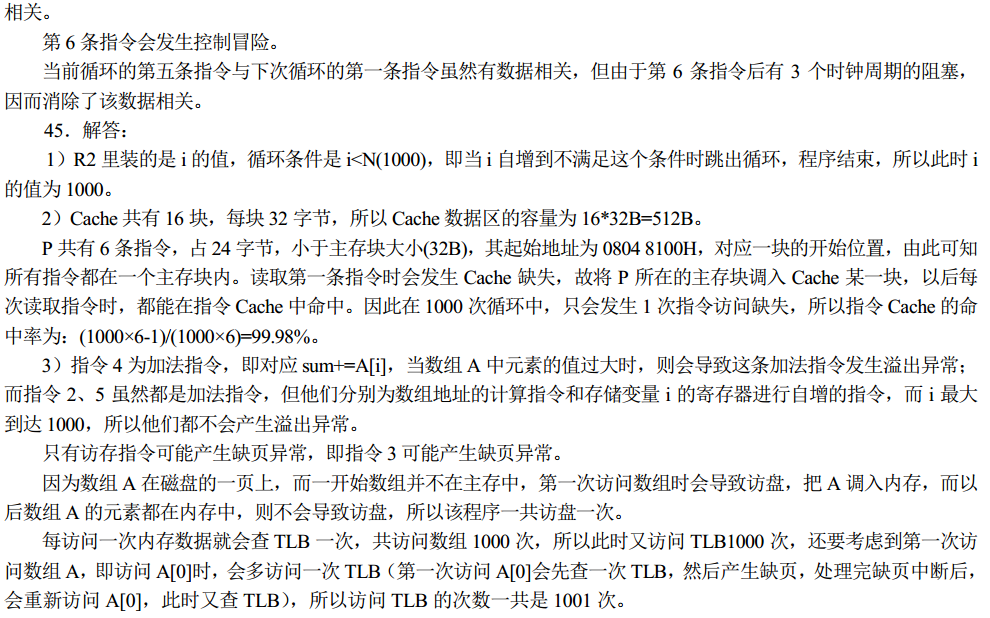 相关。
第 6 条指令会发生控制冒险。
当前循环的第五条指令与下次循环的第一条指令虽然有数据相关，但由于第 6 条指令后有 3 个时钟周期的阻塞，
因而消除了该数据相关。
45．解答：
1）R2 里装的是 i 的值，循环条件是 i<N(1000)，即当 i 自增到不满足这个条件时跳出循环，程序结束，所以此时 i
的值为 1000。
2）Cache 共有 16 块，每块 32 字节，所以 Cache 数据区的容量为 16*32B=512B。
P 共有 6 条指令，占 24 字节，小于主存块大小(32B)，其起始地址为 0804 8100H，对应一块的开始位置，由此可知
所有指令都在一个主存块内。读取第一条指令时会发生 Cache 缺失，故将 P 所在的主存块调入 Cache 某一块，以后每
次读取指令时，都能在指令 Cache 中命中。因此在 1000 次循环中，只会发生 1 次指令访问缺失，所以指令 Cache 的命
中率为：(1000×6-1)/(1000×6)=99.98%。
3）指令 4 为加法指令，即对应 sum+=A[i]，当数组 A 中元素的值过大时，则会导致这条加法指令发生溢出异常；
而指令 2、5 虽然都是加法指令，但他们分别为数组地址的计算指令和存储变量 i 的寄存器进行自增的指令，而 i 最大
到达 1000，所以他们都不会产生溢出异常。
只有访存指令可能产生缺页异常，即指令 3 可能产生缺页异常。
因为数组 A 在磁盘的一页上，而一开始数组并不在主存中，第一次访问数组时会导致访盘，把 A 调入内存，而以
后数组 A 的元素都在内存中，则不会导致访盘，所以该程序一共访盘一次。
每访问一次内存数据就会查 TLB 一次，共访问数组 1000 次，所以此时又访问 TLB1000 次，还要考虑到第一次访
问数组 A，即访问 A[0]时，会多访问一次 TLB（第一次访问 A[0]会先查一次 TLB，然后产生缺页，处理完缺页中断后，
会重新访问 A[0]，此时又查 TLB），所以访问 TLB 的次数一共是 1001 次。